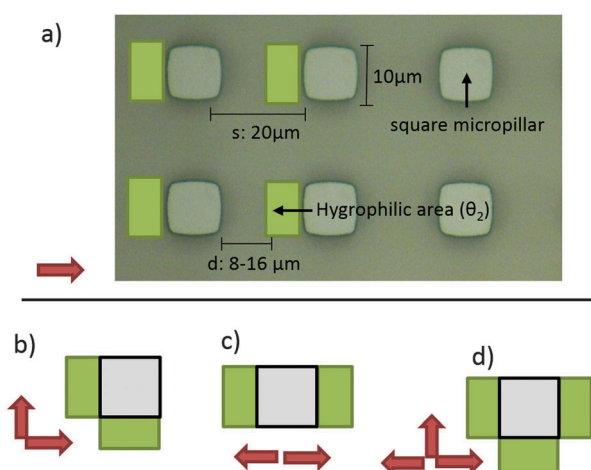 a)
10µm
square micropillar
s: 20µm
Hygrophilic area (θ₂)
d: 8-16 µm
b)
c)
d)